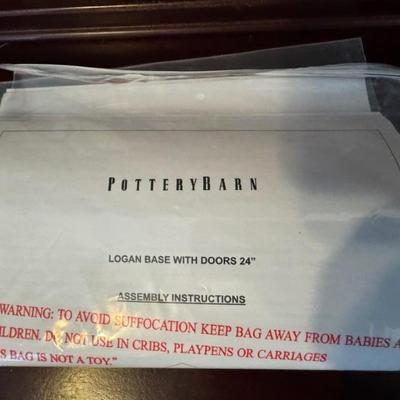 POTTERYBARN
LOGAN BASE WITH DOORS 24”
ASSEMBLY INSTRUCTIONS
WARNING: TO AVOID SUFFOCATION KEEP BAG AWAY FROM BABIES A
ILDREN. DO NOT USE IN CRIBS, PLAYPENS OR CARRIAGES
S BAG IS NOT A TOY."